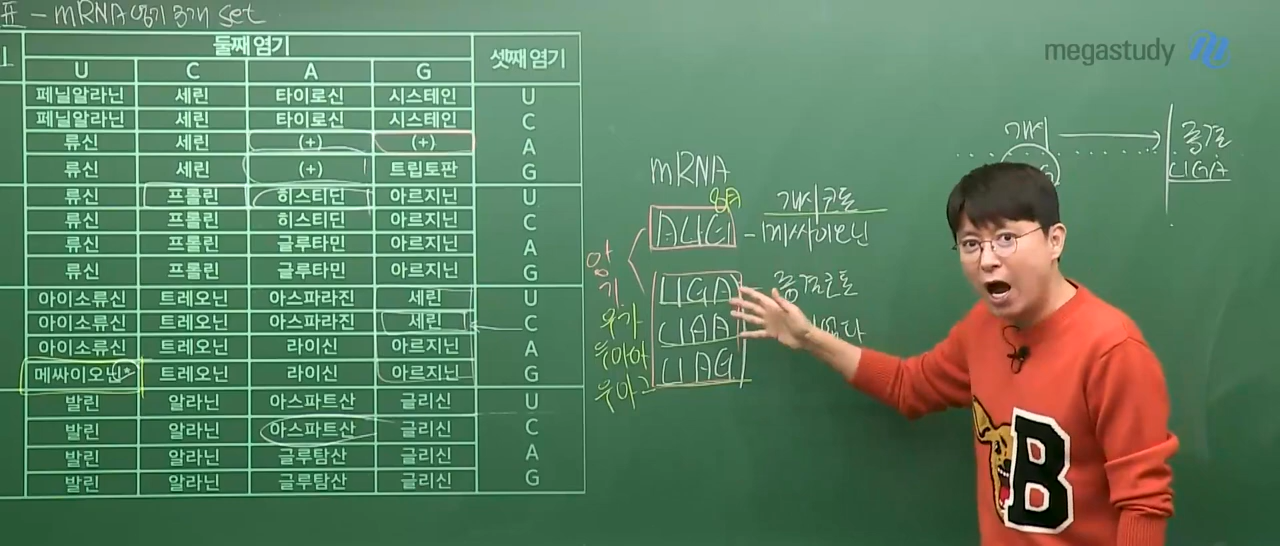 표 - mRNA 염기 3개 set
둘째 염기 셋째 염기
U C A G
페닐알라닌 세린 타이로신 시스테인 U
페닐알라닌 세린 타이로신 시스테인 C
류신 세린 (+) (+) A
류신 세린 (+) 트립토판 G
류신 프롤린 히스티딘 아르지닌 U
류신 프롤린 히스티딘 아르지닌 C
류신 프롤린 글루타민 아르지닌 A
류신 프롤린 글루타민 아르지닌 G
아이소류신 트레오닌 아스파라진 세린 U
아이소류신 트레오닌 아스파라진 세린 C
아이소류신 트레오닌 라이신 아르지닌 A
메싸이오닌* 트레오닌 라이신 아르지닌 G
발린 알라닌 아스파트산 글리신 U
발린 알라닌 아스파트산 글리신 C
발린 알라닌 글루탐산 글리신 A
발린 알라닌 글루탐산 글리신 G
mRNA
개시코돈
AUG - 메싸이오닌
암기
UGA 종결코돈
우가
UAA
우아아
UAG
우아그
megastudy
개시 종결
G UGA
B